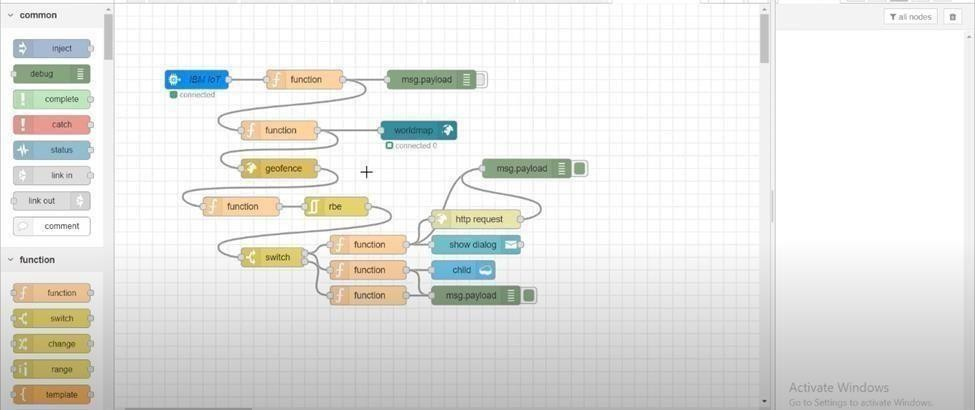 common
inject
debug
complete
catch
status
link in
link out
comment
function
function
switch
change
range
template
IBM IoT
connected
function
msg.payload
function
worldmap
connected 0
geofence
msg.payload
function
rbe
http request
switch
function
show dialog
function
child
function
msg.payload
all nodes
Activate Windows
Go to Settings to activate Windows.